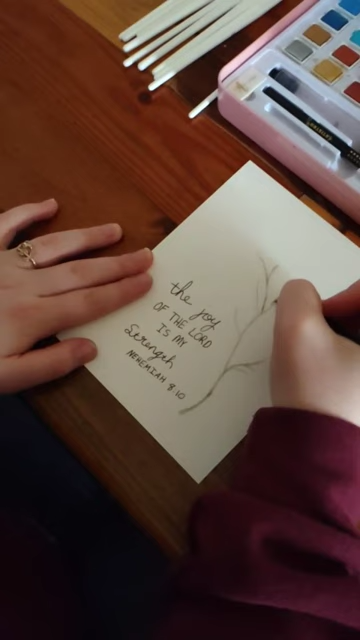 the joy
OF THE LORD
IS MY
Strength
NEHEMIAH 8:10